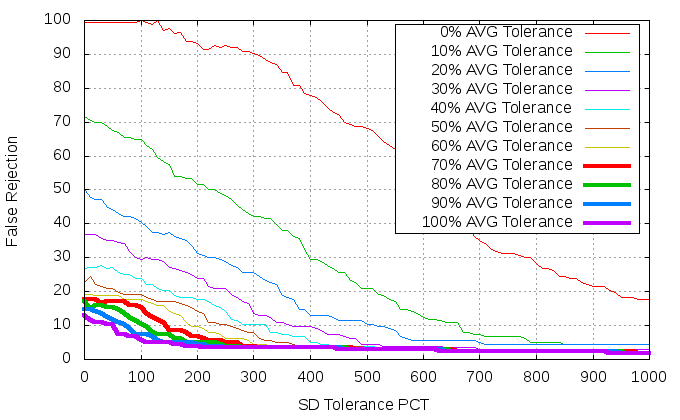 100
90
80
70
60
50
40
30
20
10
0
False Rejection
0% AVG Tolerance
10% AVG Tolerance
20% AVG Tolerance
30% AVG Tolerance
40% AVG Tolerance
50% AVG Tolerance
60% AVG Tolerance
70% AVG Tolerance
80% AVG Tolerance
90% AVG Tolerance
100% AVG Tolerance
0 100 200 300 400 500 600 700 800 900 1000
SD Tolerance PCT